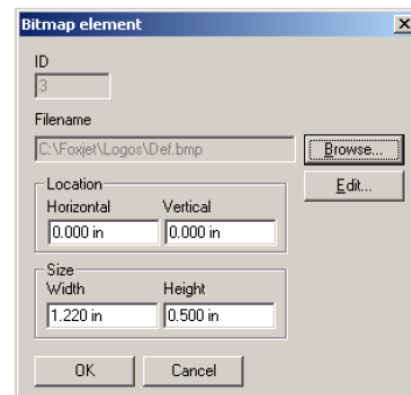 Bitmap element
ID
3
Filename
C:\Foxjet\Logos\Def.bmp
Browse...
Edit...
Location
Horizontal Vertical
0.000 in 0.000 in
Size
Width Height
1.220 in 0.500 in
OK Cancel